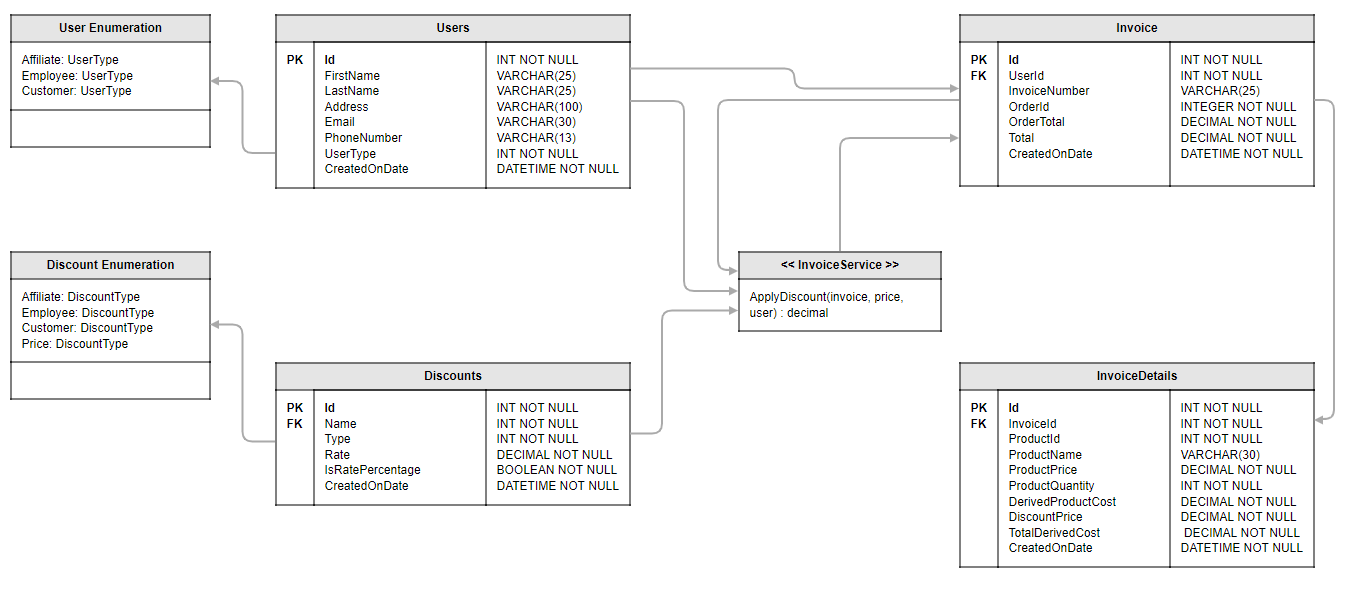 User Enumeration
Affiliate: UserType
Employee: UserType
Customer: UserType
Users
PK Id INT NOT NULL
FirstName VARCHAR(25)
LastName VARCHAR(25)
Address VARCHAR(100)
Email VARCHAR(30)
PhoneNumber VARCHAR(13)
UserType INT NOT NULL
CreatedOnDate DATETIME NOT NULL
Invoice
PK Id INT NOT NULL
FK UserId INT NOT NULL
InvoiceNumber VARCHAR(25)
OrderId INTEGER NOT NULL
OrderTotal DECIMAL NOT NULL
Total DECIMAL NOT NULL
CreatedOnDate DATETIME NOT NULL
Discount Enumeration
Affiliate: DiscountType
Employee: DiscountType
Customer: DiscountType
Price: DiscountType
<< InvoiceService >>
ApplyDiscount(invoice, price,
user) : decimal
Discounts
PK Id INT NOT NULL
FK Name INT NOT NULL
Type INT NOT NULL
Rate DECIMAL NOT NULL
IsRatePercentage BOOLEAN NOT NULL
CreatedOnDate DATETIME NOT NULL
InvoiceDetails
PK Id INT NOT NULL
FK InvoiceId INT NOT NULL
ProductId INT NOT NULL
ProductName VARCHAR(30)
ProductPrice DECIMAL NOT NULL
ProductQuantity INT NOT NULL
DerivedProductCost DECIMAL NOT NULL
DiscountPrice DECIMAL NOT NULL
TotalDerivedCost DECIMAL NOT NULL
CreatedOnDate DATETIME NOT NULL